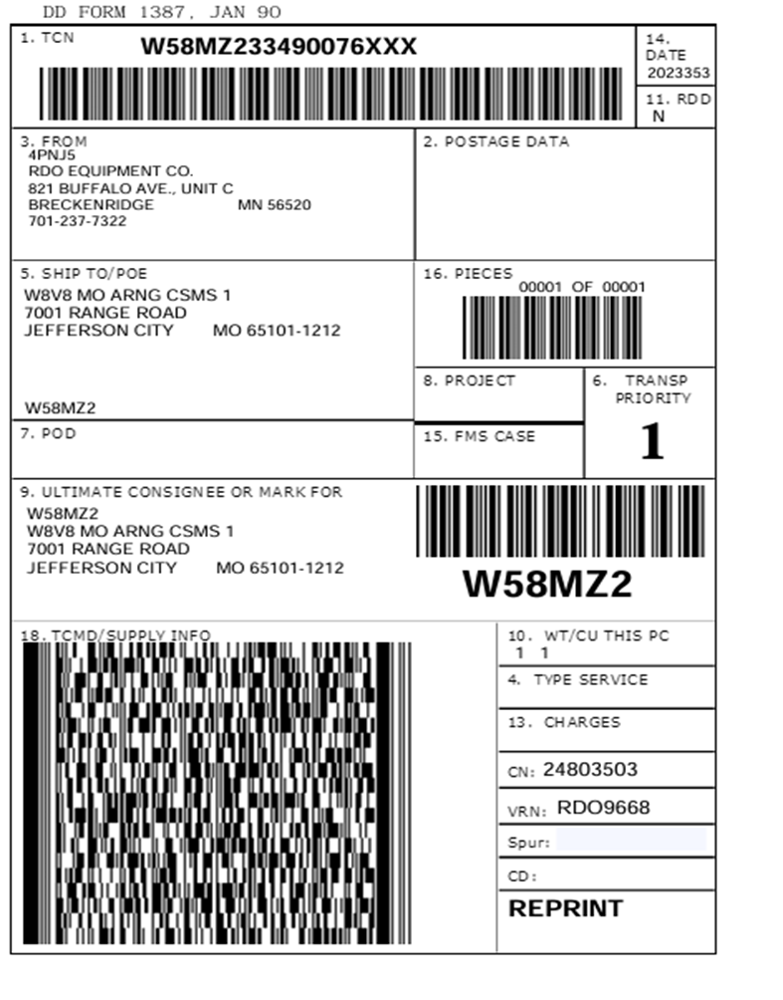 DD FORM 1387, JAN 90
1. TCN
W58MZ233490076XXX
14.
DATE
2023353
11. RDD
N
3. FROM
4PNJ5
RDO EQUIPMENT CO.
821 BUFFALO AVE., UNIT C
BRECKENRIDGE MN 56520
701-237-7322
2. POSTAGE DATA
5. SHIP TO/POE
W8V8 MO ARNG CSMS 1
7001 RANGE ROAD
JEFFERSON CITY MO 65101-1212
W58MZ2
16. PIECES
00001 OF 00001
8. PROJECT
6. TRANSP
PRIORITY
1
7. POD
15. FMS CASE
9. ULTIMATE CONSIGNEE OR MARK FOR
W58MZ2
W8V8 MO ARNG CSMS 1
7001 RANGE ROAD
JEFFERSON CITY MO 65101-1212
W58MZ2
18. TCMD/SUPPLY INFO
10. WT/CU THIS PC
1 1
4. TYPE SERVICE
13. CHARGES
CN: 24803503
VRN: RDO9668
Spur:
CD:
REPRINT